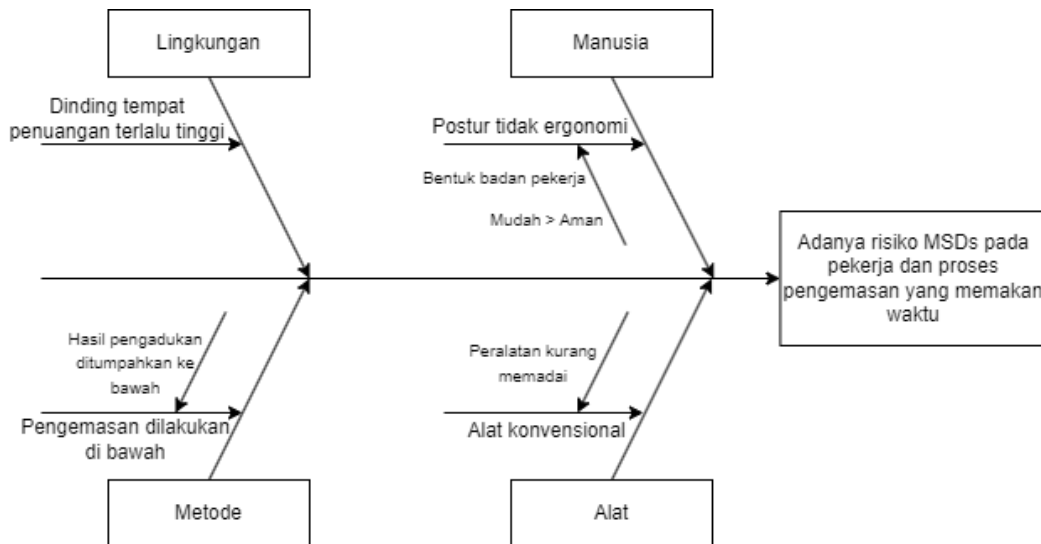 Lingkungan
Manusia
Dinding tempat
penuangan terlalu tinggi
Postur tidak ergonomi
Bentuk badan pekerja
Mudah > Aman
Adanya risiko MSDs pada
pekerja dan proses
pengemasan yang memakan
waktu
Hasil pengadukan
ditumpahkan ke
bawah
Pengemasan dilakukan
di bawah
Peralatan kurang
memadai
Alat konvensional
Metode
Alat